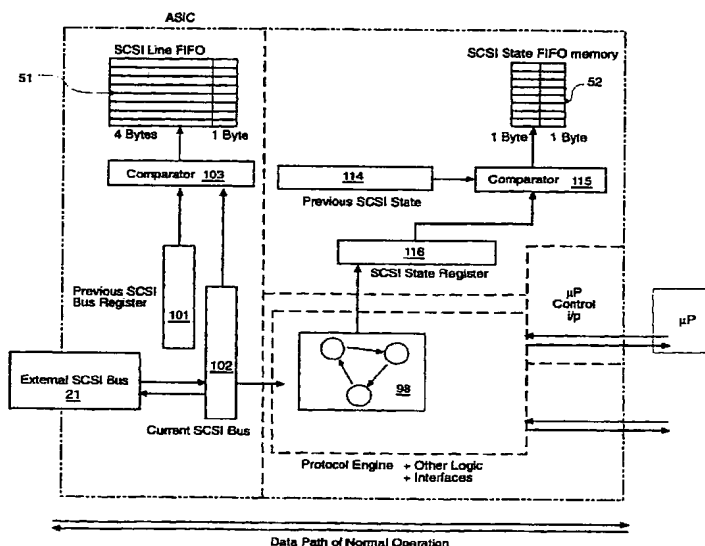 ASIC
SCSI Line FIFO
51
4 Bytes
1 Byte
Comparator 103
Previous SCSI
Bus Register
101
102
External SCSI Bus
21
Current SCSI Bus
SCSI State FIFO memory
52
1 Byte
1 Byte
114
Previous SCSI State
Comparator
115
116
SCSI State Register
µP
Control
i/p
µP
98
Protocol Engine
+ Other Logic
+ Interfaces
Data Path of Normal Operation